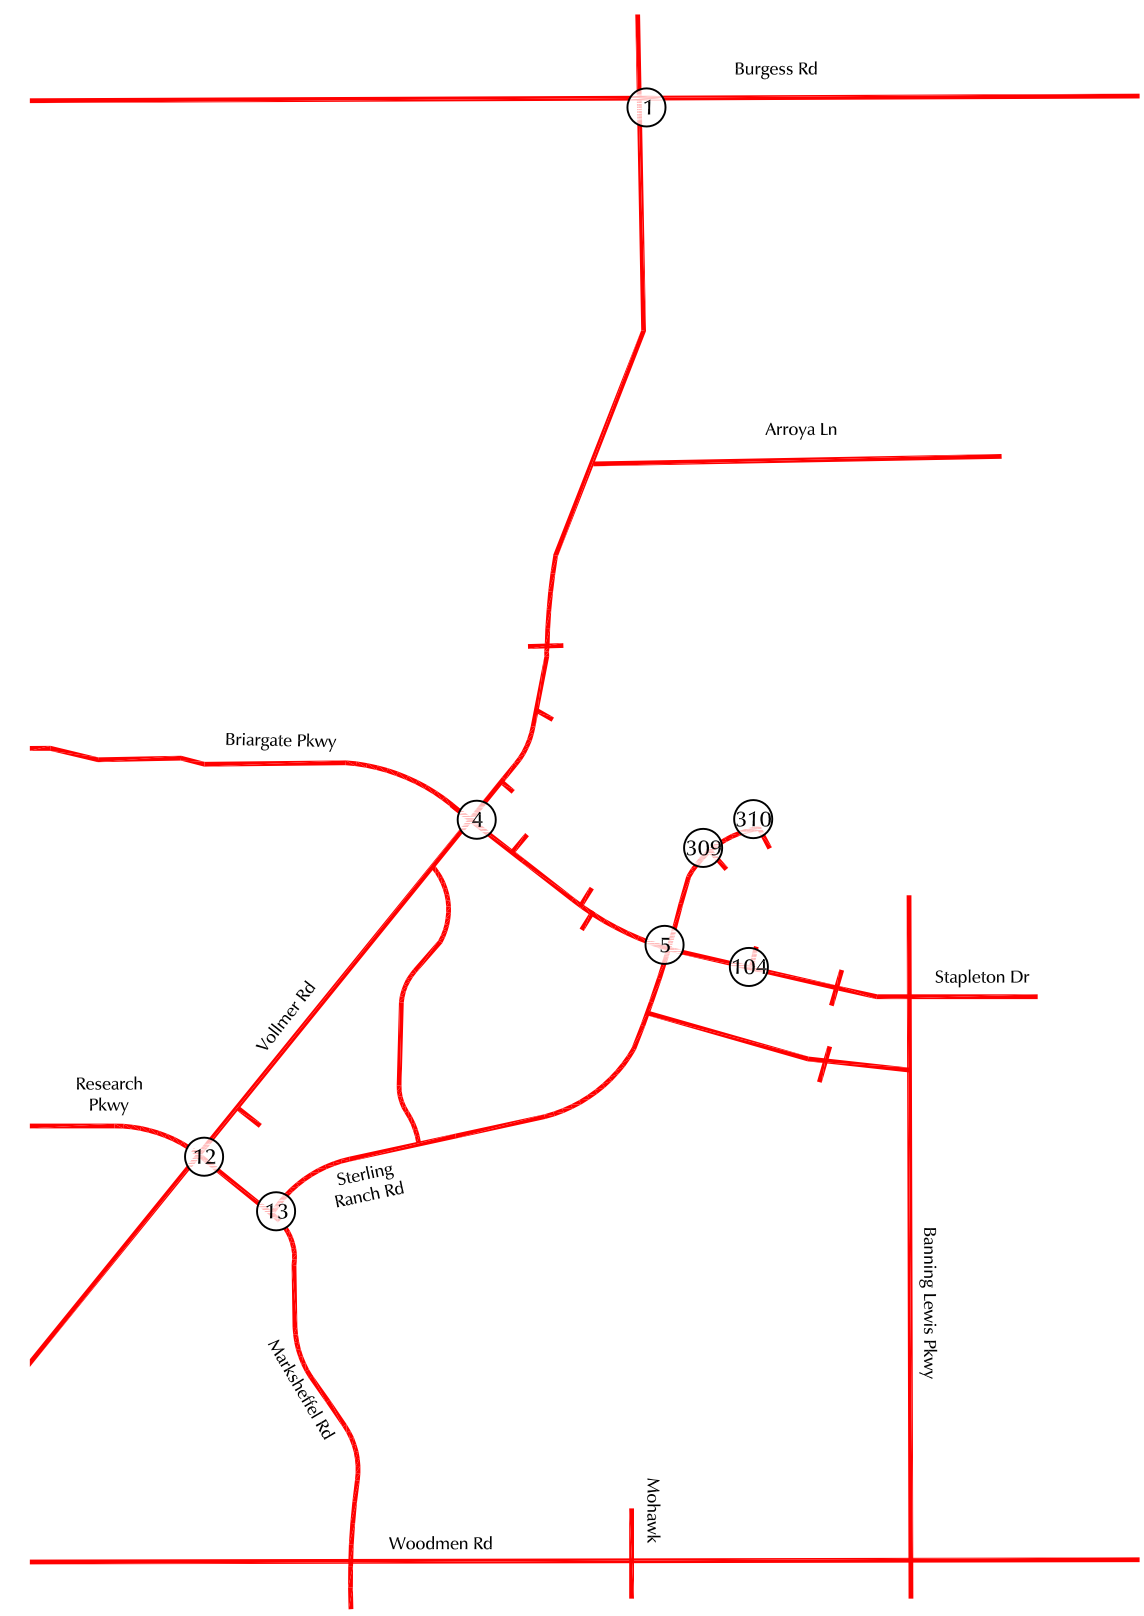 Burgess Rd
1
Arroya Ln
Briargate Pkwy
4
310
309
5
104
Stapleton Dr
Vollmer Rd
Research
Pkwy
12
Sterling
Ranch Rd
13
Banning Lewis Pkwy
Marksheffel Rd
Mohawk
Woodmen Rd